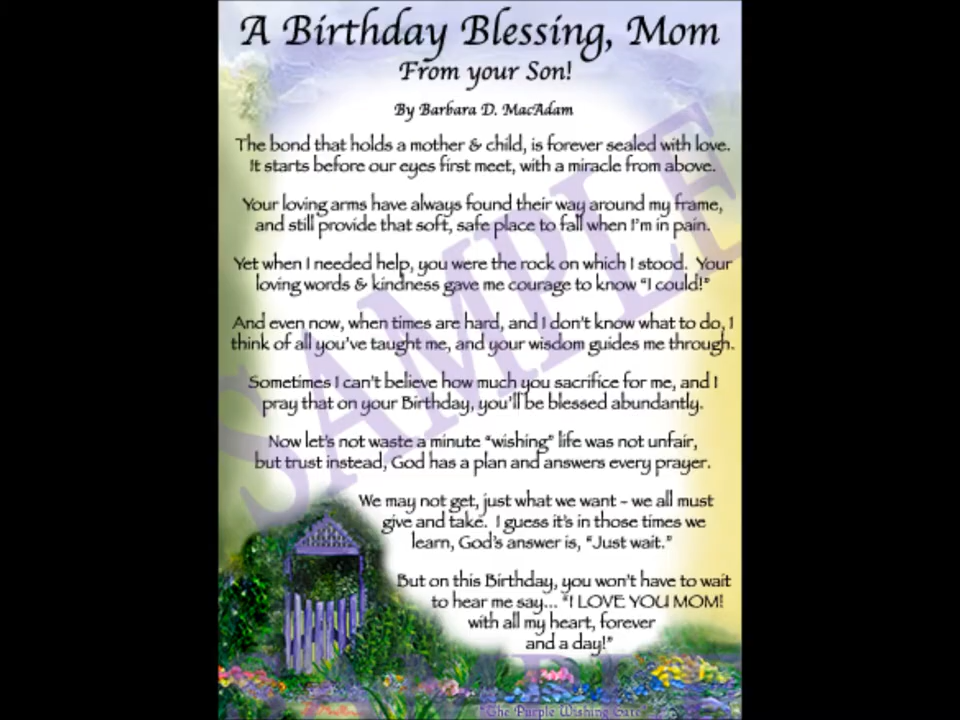 A Birthday Blessing, Mom
From your Son!
By Barbara D. MacAdam
The bond that holds a mother & child, is forever sealed with love.
It starts before our eyes first meet, with a miracle from above.
Your loving arms have always found their way around my frame,
and still provide that soft, safe place to fall when I'm in pain.
Yet when I needed help, you were the rock on which I stood. Your
loving words & kindness gave me courage to know "I could!"
And even now, when times are hard, and I don't know what to do, I
think of all you've taught me, and your wisdom guides me through.
Sometimes I can't believe how much you sacrifice for me, and I
pray that on your Birthday, you'll be blessed abundantly.
Now let's not waste a minute "wishing" life was not unfair,
but trust instead, God has a plan and answers every prayer.
We may not get, just what we want - we all must
give and take. I guess it's in those times we
learn, God's answer is, "Just wait."
But on this Birthday, you won't have to wait
to hear me say... "I LOVE YOU MOM!
with all my heart, forever
and a day!"
SAMPLE
The Purple Wishing Gate